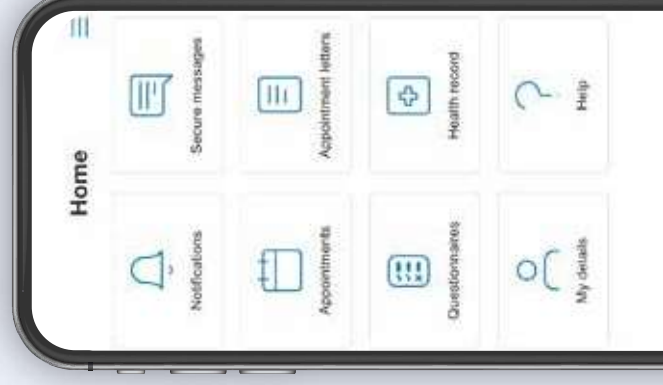 Home
Notifications
Secure messages
Appointments
Appointment letters
Questionnaires
Health record
My details
Help